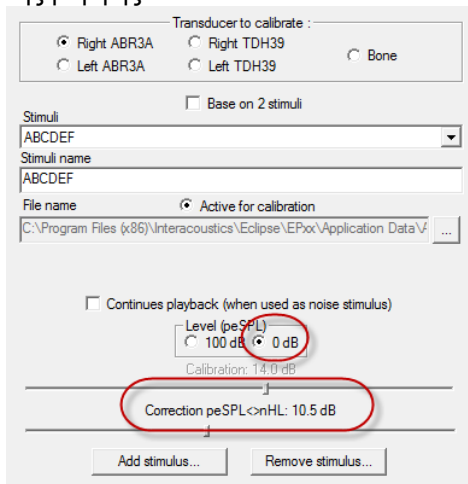 Transducer to calibrate :
Right ABR3A Right TDH39 Bone
Left ABR3A Left TDH39
Base on 2 stimuli
Stimuli
ABCDEF
Stimuli name
ABCDEF
File name Active for calibration
C:\Program Files (x86)\Interacoustics\Eclipse\EPxx\Application Data\ ...
Continues playback (when used as noise stimulus)
Level (peSPL)
100 dB 0 dB
Calibration: 14.0 dB
Correction peSPL<>nHL: 10.5 dB
Add stimulus... Remove stimulus...